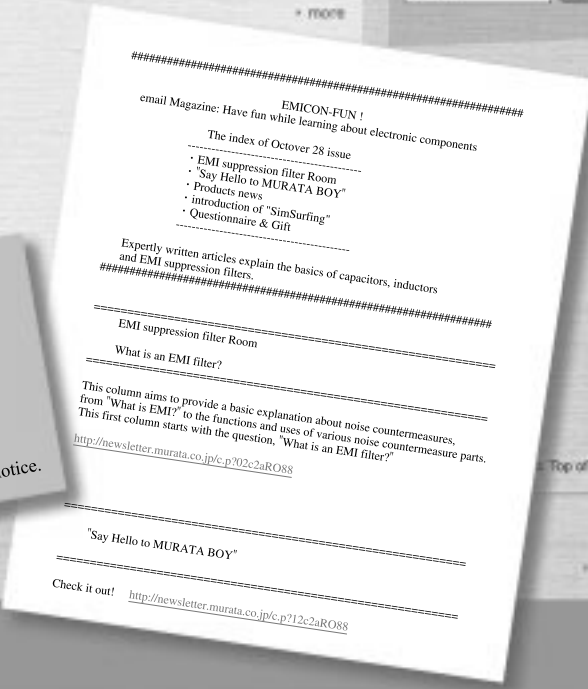 • more
############################################################
EMICON-FUN !
email Magazine: Have fun while learning about electronic components
The index of Octover 28 issue
------------------------------------------------
・EMI suppression filter Room
・"Say Hello to MURATA BOY"
・Products news
・introduction of "SimSurfing"
・Questionnaire & Gift
------------------------------------------------
Expertly written articles explain the basics of capacitors, inductors
and EMI suppression filters.
############################################################
============================================================
EMI suppression filter Room
What is an EMI filter?
============================================================
This column aims to provide a basic explanation about noise countermeasures,
from "What is EMI?" to the functions and uses of various noise countermeasure parts.
This first column starts with the question, "What is an EMI filter?"
http://newsletter.murata.co.jp/c.p?02c2aRO88
otice.
Top of
============================================================
"Say Hello to MURATA BOY"
============================================================
Check it out! http://newsletter.murata.co.jp/c.p?12c2aRO88